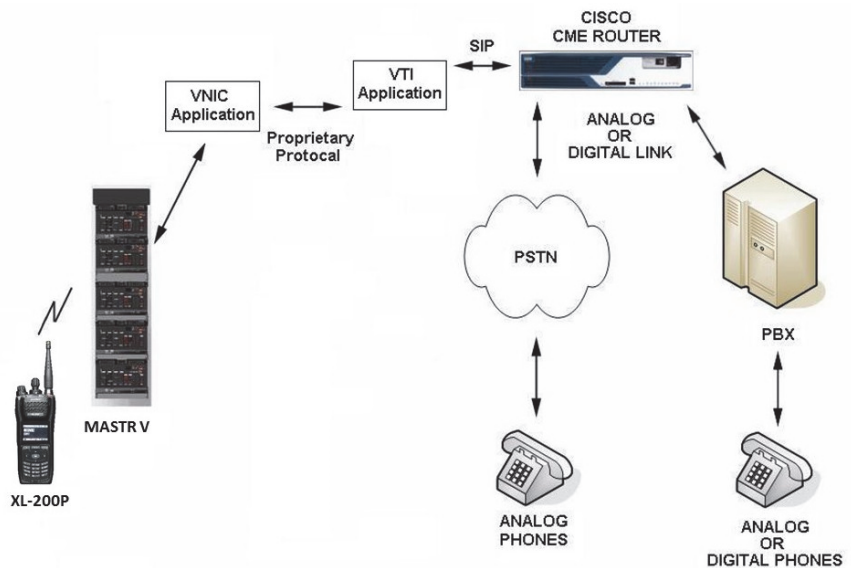 CISCO
CME ROUTER
SIP
VTI
Application
VNIC
Application
Proprietary
Protocal
ANALOG
OR
DIGITAL LINK
PSTN
PBX
MASTR V
XL-200P
ANALOG
PHONES
ANALOG
OR
DIGITAL PHONES